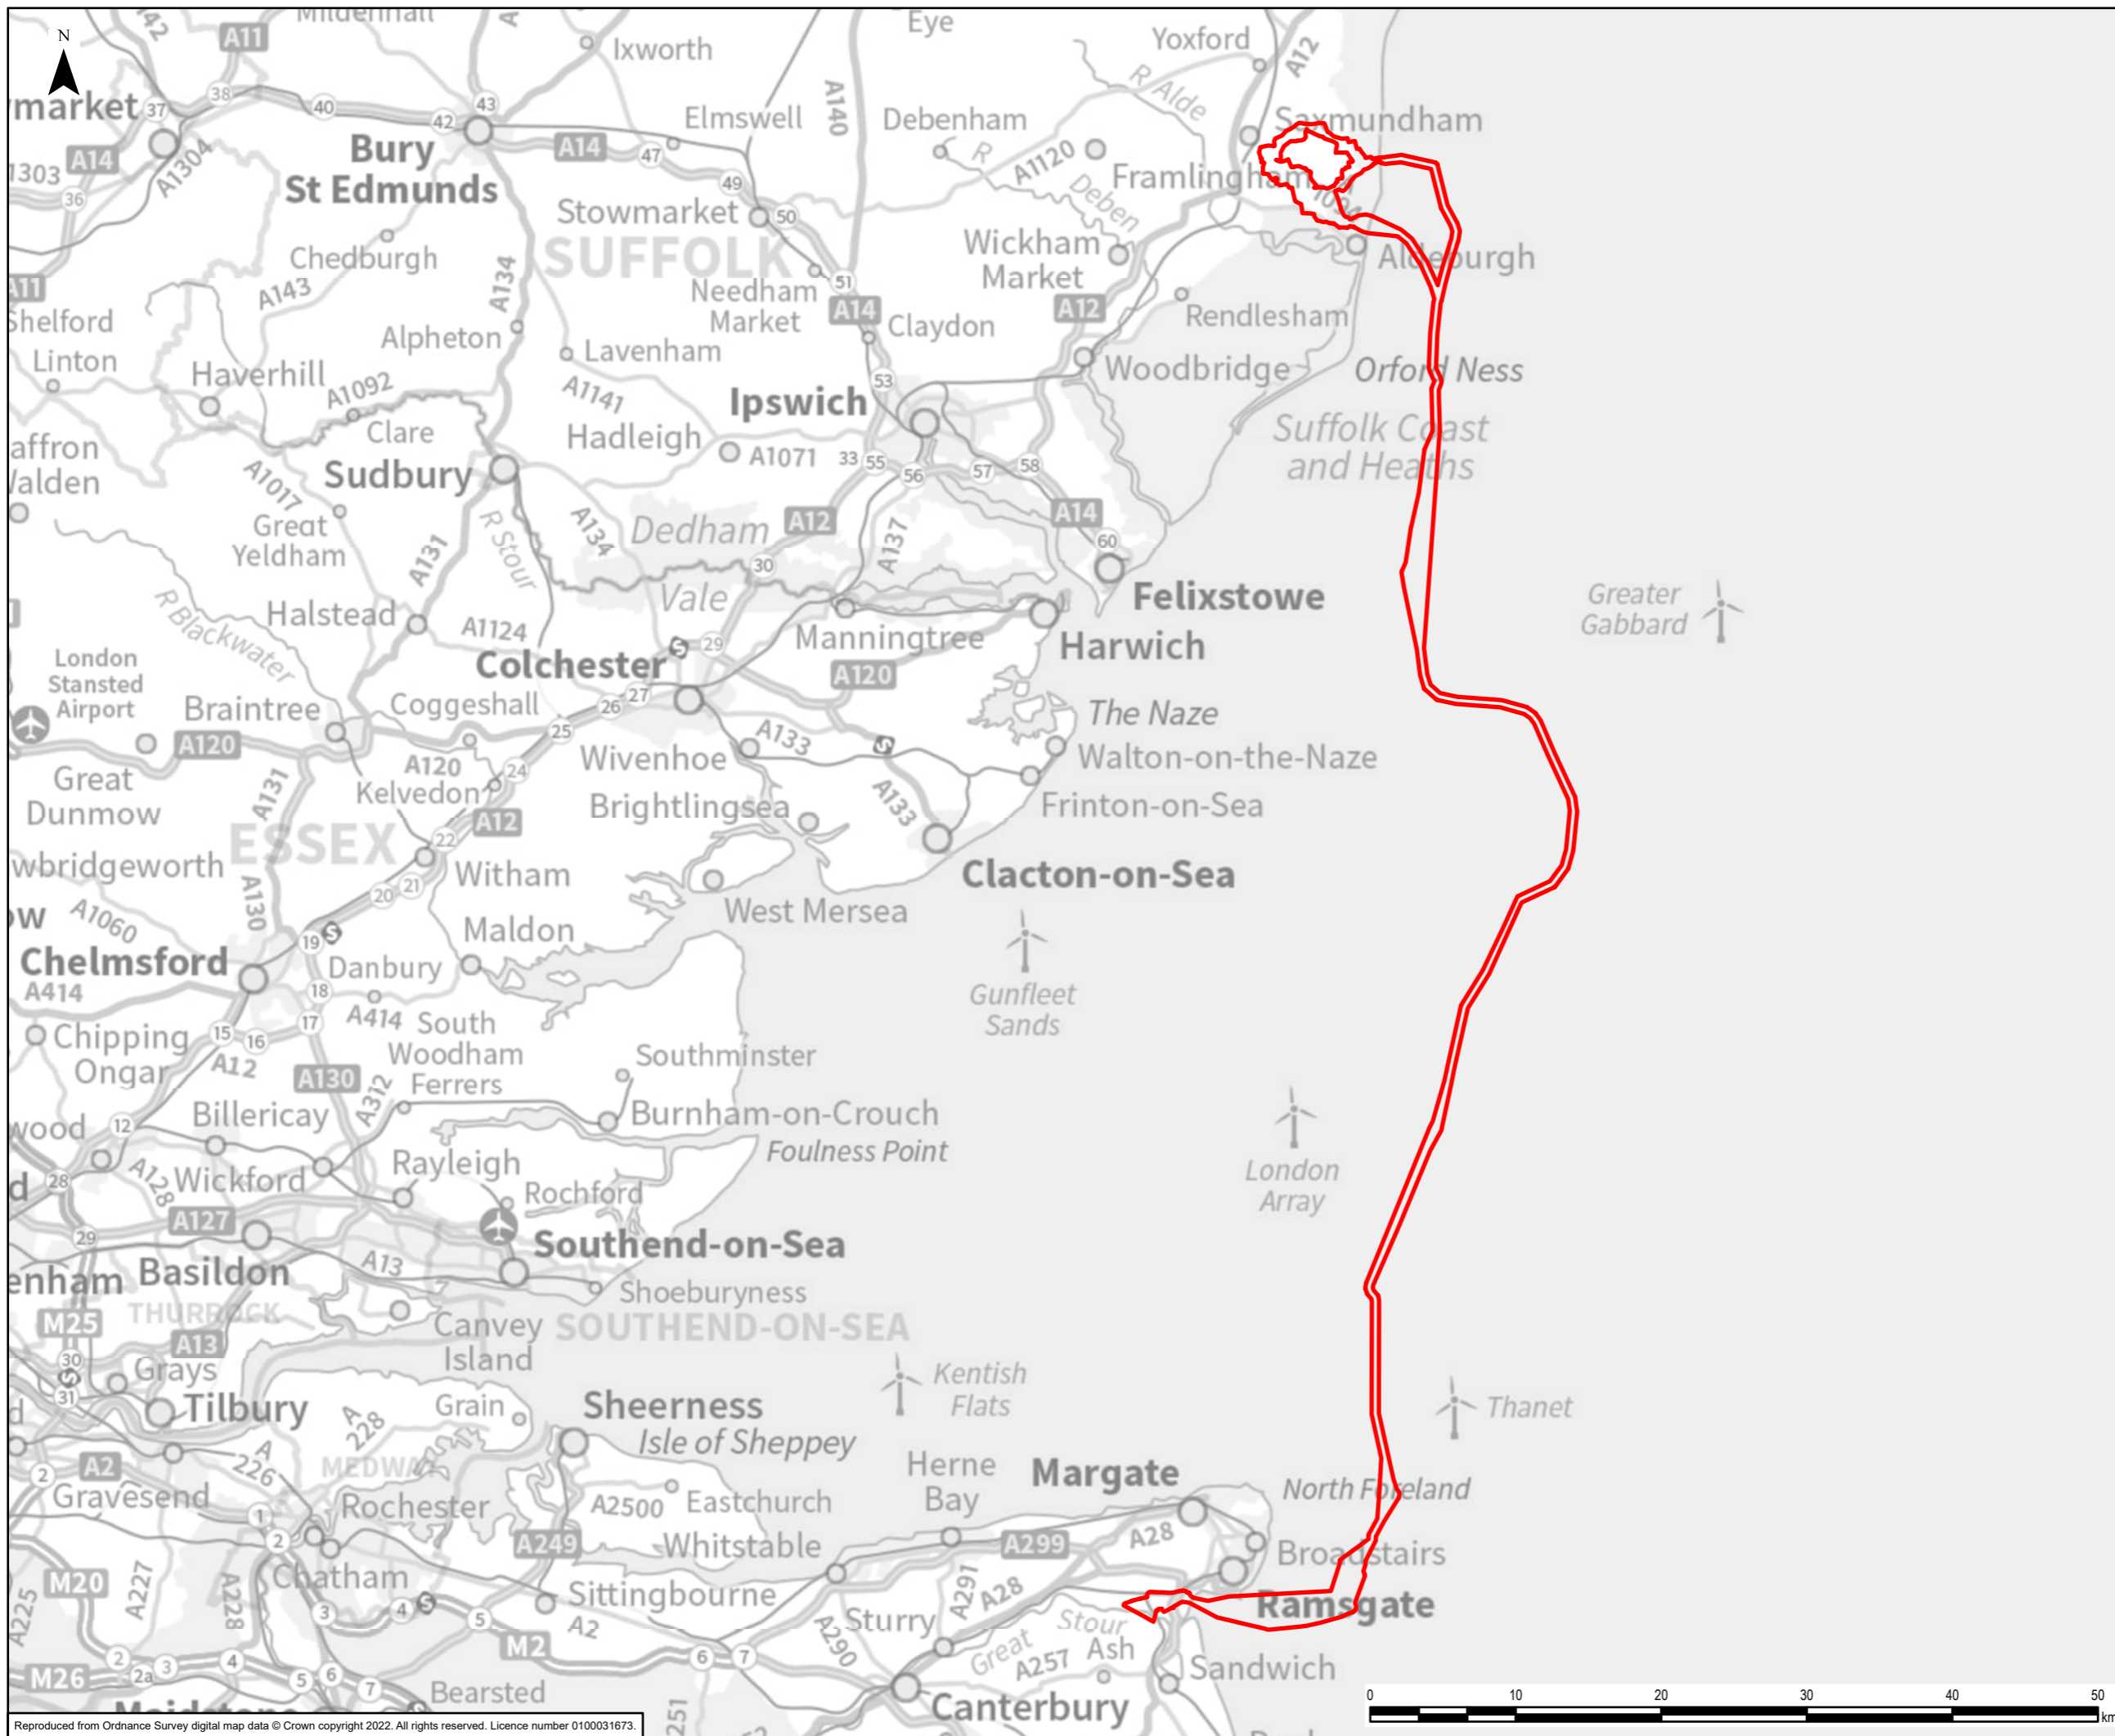 N
Mildenhall
Eye
Yoxford
A12
A11
Ixworth
A140
R Alde
market
37
38
40
42
43
Elmswell
Debenham
Saxmundham
A14
A1304
1303
36
Bury
St Edmunds
A14
47
49
R
A1120
Framlingham
Deben
Stowmarket
50
Chedburgh
SUFFOLK
Wickham
Market
Aldeburgh
A11
A143
A134
51
Needham
Market
A14
Claydon
A12
Rendlesham
Shelford
Linton
Alpheton
Lavenham
Haverhill
A1092
A1141
53
Woodbridge
Orford Ness
Ipswich
Clare
Hadleigh
A1071
33
55
56
57
58
Suffolk Coast
and Heaths
affron
Walden
Sudbury
A1017
Great
Yeldham
A131
R Stour
A134
Dedham
Vale
A12
A137
A14
60
30
Felixstowe
Greater
Gabbard
R Blackwater
Halstead
A1124
Manningtree
Harwich
London
Stansted
Airport
Colchester
S
29
A120
Braintree
Coggeshall
26
27
The Naze
A120
25
Wivenhoe
A133
S
Walton-on-the-Naze
Great
Dunmow
A131
A120
24
Kelvedon
Brightlingsea
A133
Frinton-on-Sea
A12
ESSEX
22
wbridgeworth
A130
20
21
Witham
Clacton-on-Sea
ow
A1060
West Mersea
19
S
Maldon
Chelmsford
Danbury
A414
18
Gunfleet
Sands
Chipping
Ongar
15
16
17
A414
South
Woodham
Ferrers
Southminster
A12
A130
A312
wood
12
Billericay
Burnham-on-Crouch
Foulness Point
28
A128
Wickford
Rayleigh
Rochford
London
Array
A127
29
Southend-on-Sea
enham
Basildon
A13
Shoeburyness
M25
THURROCK
A13
Canvey
Island
SOUTHEND-ON-SEA
30
S
31
Grays
Kentish
Flats
Thanet
Tilbury
A
228
Grain
Sheerness
Isle of Sheppey
A
226
MEDWAY
2
A2
Gravesend
Herne
Bay
Margate
North Foreland
1
2
Rochester
A2500
Eastchurch
A249
Whitstable
A299
A28
Broadstairs
M20
A227
A228
Chatham
3
4
S
5
Sittingbourne
A2
A291
A28
Ramsgate
A225
Sturry
A290
Great
Stour
Ash
A257
M2
6
7
2
2a
3
4
5
6
7
M26
Sandwich
Bearsted
Maidstone
251
Canterbury
0
10
20
30
40
50
km
Reproduced from Ordnance Survey digital map data © Crown copyright 2022. All rights reserved. Licence number 0100031673.